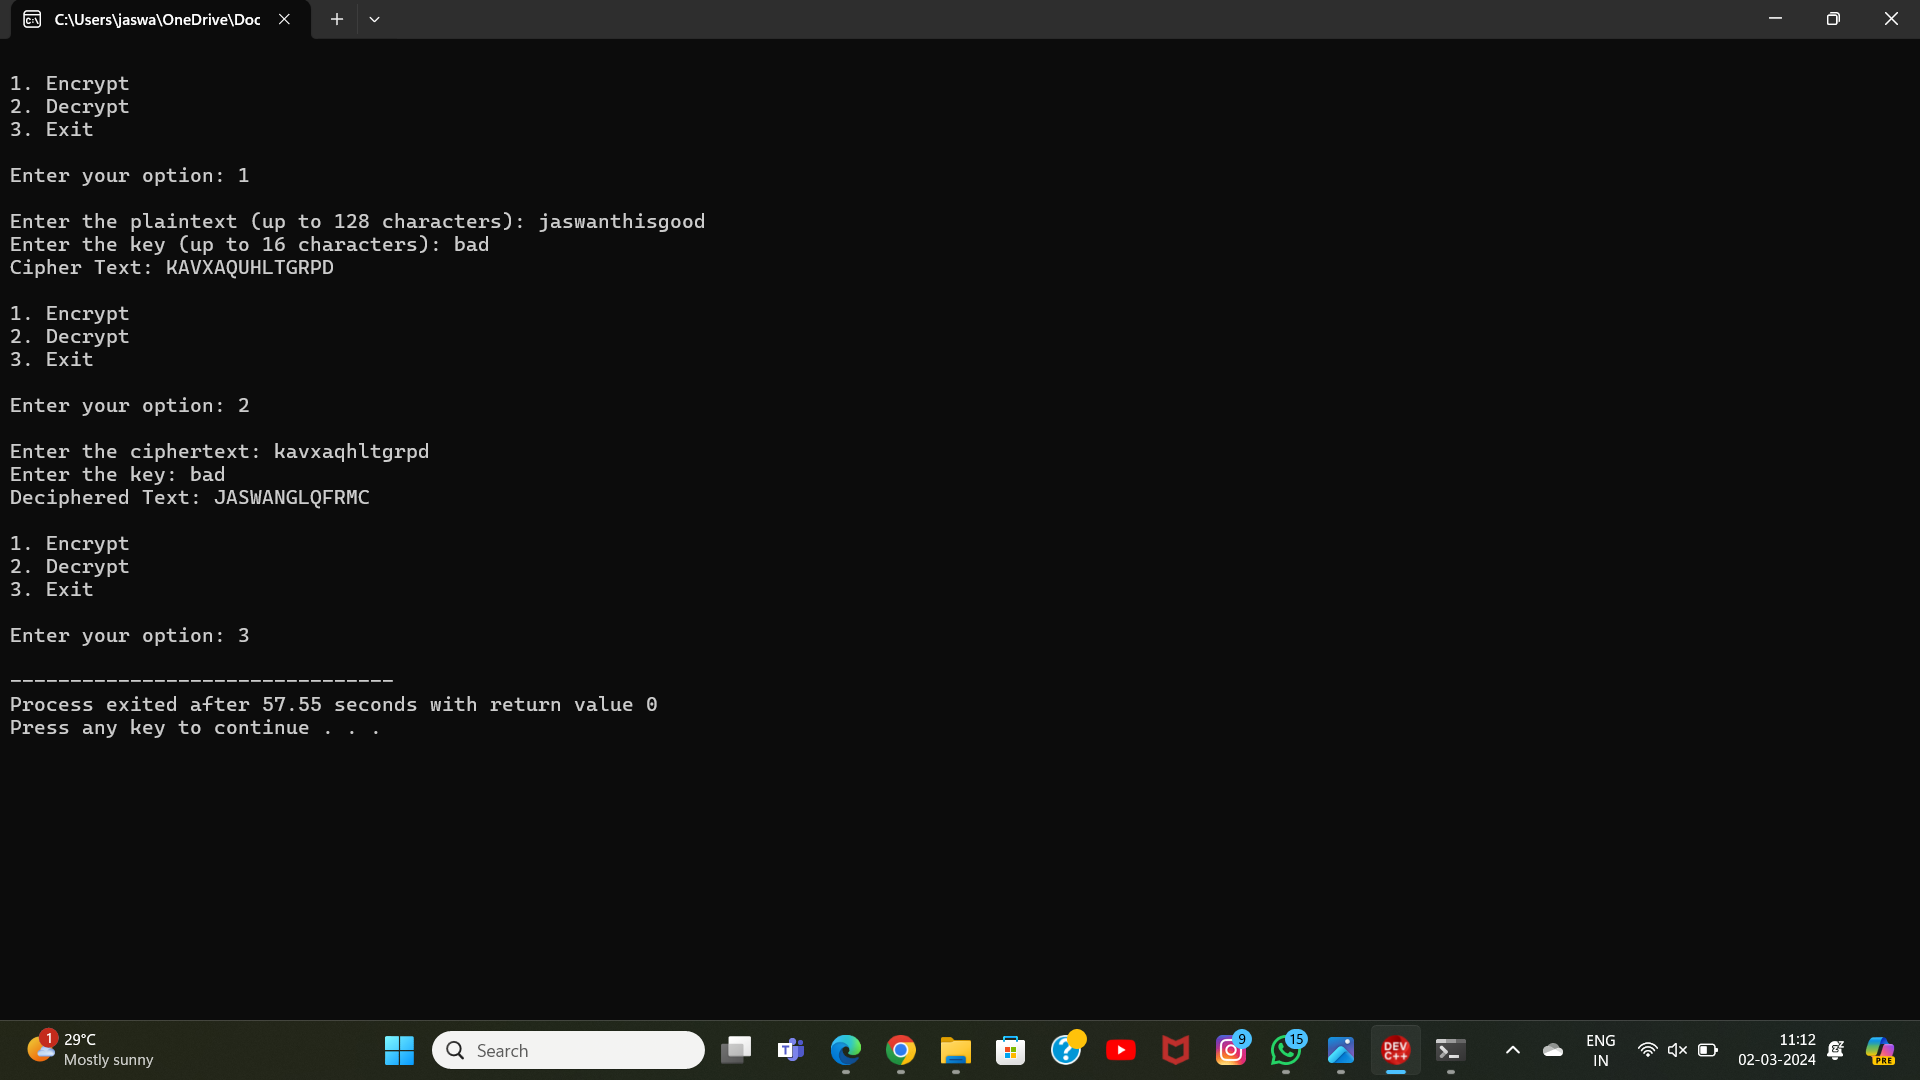 C:\Users\jaswa\OneDrive\Doc
1. Encrypt
2. Decrypt
3. Exit
Enter your option: 1
Enter the plaintext (up to 128 characters): jaswanthisgood
Enter the key (up to 16 characters): bad
Cipher Text: KAVXAQUHLTGRPD
1. Encrypt
2. Decrypt
3. Exit
Enter your option: 2
Enter the ciphertext: kavxaqhltgrpd
Enter the key: bad
Deciphered Text: JASWANGLQFRMC
1. Encrypt
2. Decrypt
3. Exit
Enter your option: 3
--------------------------------
Process exited after 57.55 seconds with return value 0
Press any key to continue . . .
1
29°C
Mostly sunny
Search
9
15
DEV
C++
ENG
IN
11:12
02-03-2024
PRE